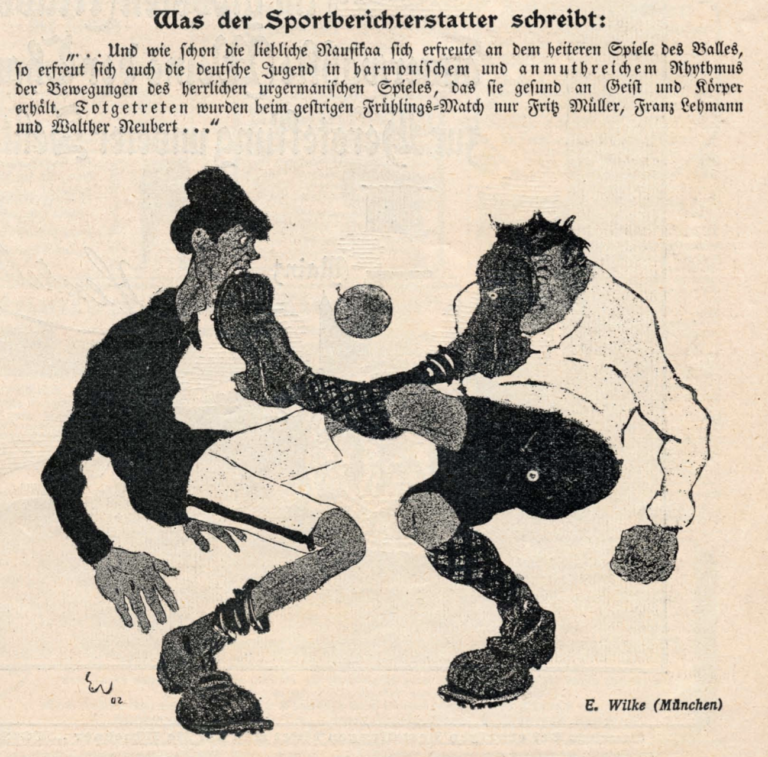 Was der Sportberichterstatter schreibt:
„... Und wie schon die liebliche Nausikaa sich erfreute an dem heiteren Spiele des Balles,
so erfreut sich auch die deutsche Jugend in harmonischem und anmuthreichem Rhythmus
der Bewegungen des herrlichen urgermanischen Spieles, das sie gesund an Geist und Körper
erhält. Totgetreten wurden beim gestrigen Frühlings-Match nur Fritz Müller, Franz Lehmann
und Walther Neubert ...“
EW
02
E. Wilke (München)